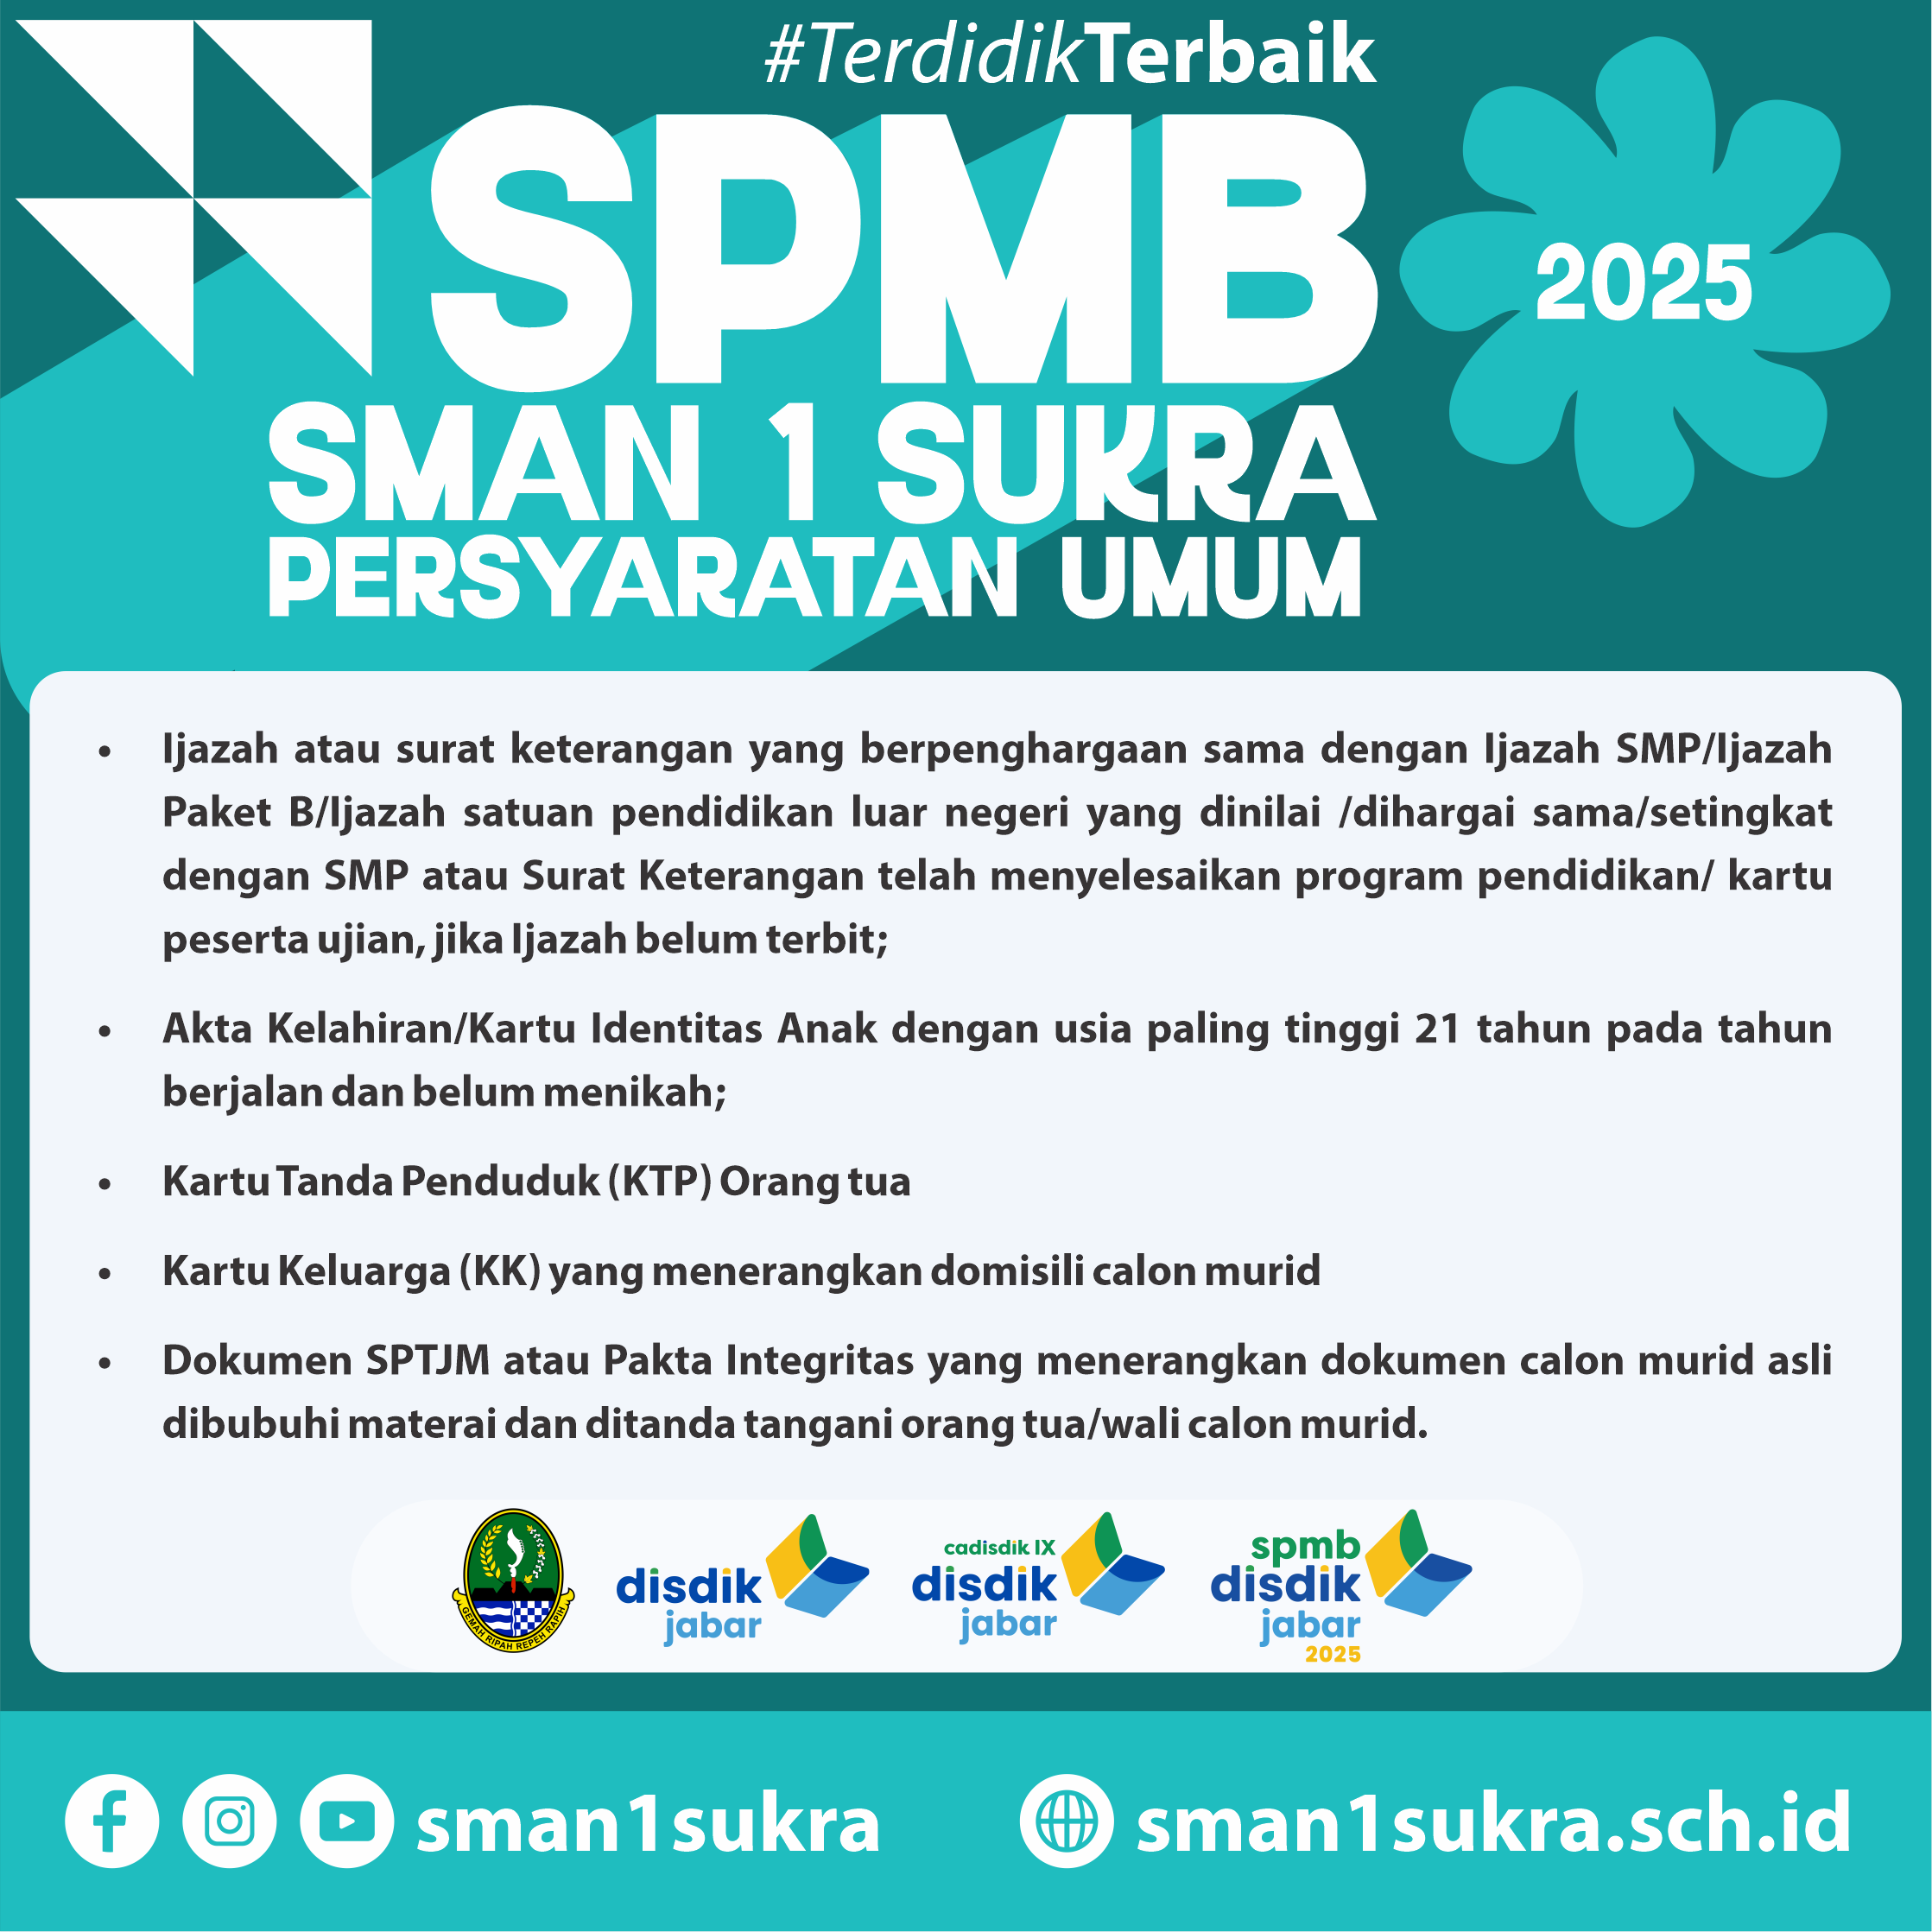 #TerdidikTerbaik
SPMB
2025
SMAN 1 SUKRA
PERSYARATAN UMUM
• Ijazah atau surat keterangan yang berpenghargaan sama dengan Ijazah SMP/Ijazah
Paket B/Ijazah satuan pendidikan luar negeri yang dinilai /dihargai sama/setingkat
dengan SMP atau Surat Keterangan telah menyelesaikan program pendidikan/ kartu
peserta ujian, jika Ijazah belum terbit;
• Akta Kelahiran/Kartu Identitas Anak dengan usia paling tinggi 21 tahun pada tahun
berjalan dan belum menikah;
• Kartu Tanda Penduduk (KTP) Orang tua
• Kartu Keluarga (KK) yang menerangkan domisili calon murid
• Dokumen SPTJM atau Pakta Integritas yang menerangkan dokumen calon murid asli
dibubuhi materai dan ditanda tangani orang tua/wali calon murid.
GEMAH RIPAH REPEH RAPIH
disdik
jabar
cadisdik IX
disdik
jabar
spmb
disdik
jabar
2025
sman1sukra
sman1sukra.sch.id